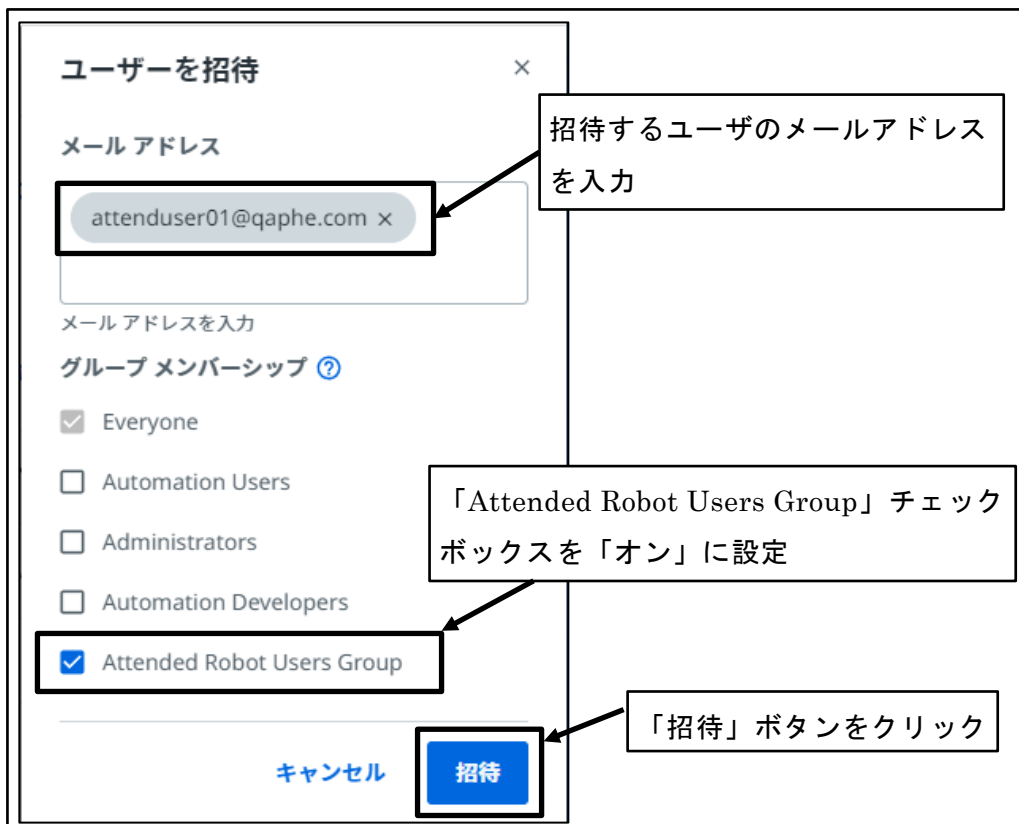 ユーザーを招待
メール アドレス
招待するユーザのメールアドレス
を入力
attenduser01@qaphe.com ×
メール アドレスを入力
グループ メンバーシップ ?
Everyone
Automation Users
Administrators
「Attended Robot Users Group」チェック
ボックスを「オン」に設定
Automation Developers
Attended Robot Users Group
「招待」ボタンをクリック
キャンセル
招待